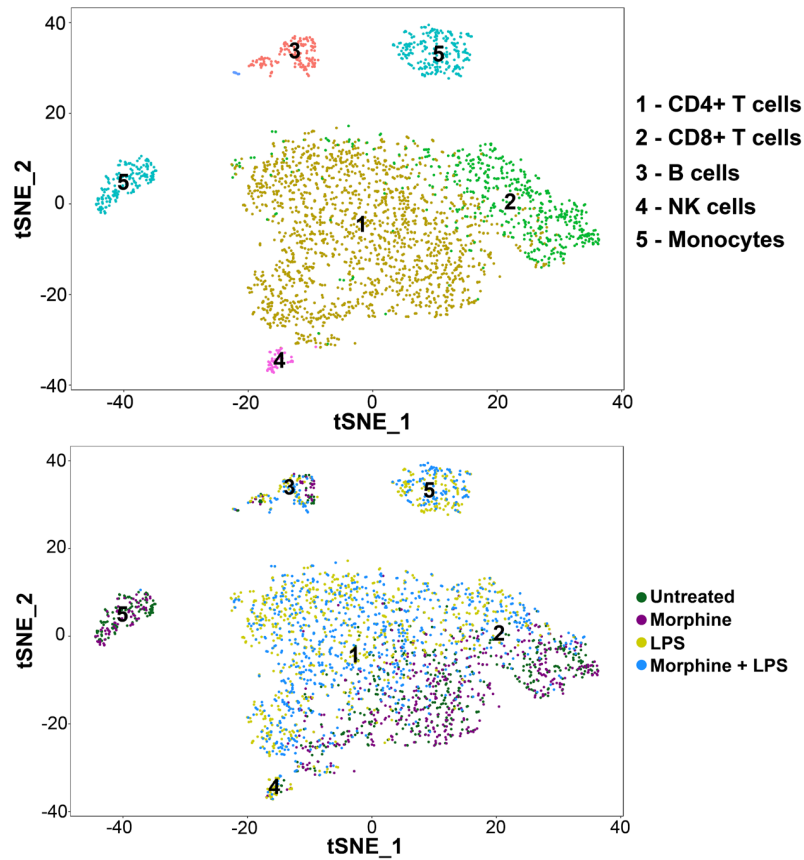 40
20
0
-20
-40
tSNE_2
3
5
5
1
2
4
-40
-20
0
20
40
tSNE_1
1 - CD4+ T cells
2 - CD8+ T cells
3 - B cells
4 - NK cells
5 - Monocytes
40
20
0
-20
-40
tSNE_2
3
5
5
1
2
4
-40
-20
0
20
40
tSNE_1
Untreated
Morphine
LPS
Morphine + LPS